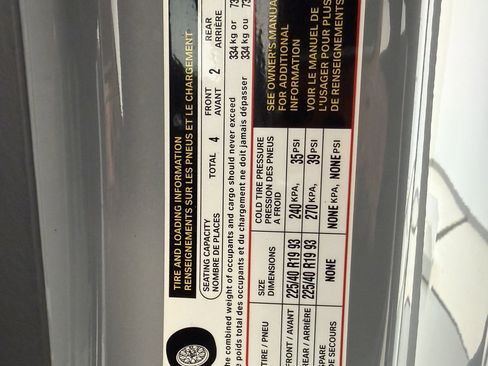 TIRE AND LOADING INFORMATION
RENSEIGNEMENTS SUR LES PNEUS ET LE CHARGEMENT
SEATING CAPACITY
NOMBRE DE PLACES
TOTAL 4
FRONT
AVANT 2
REAR
ARRIÈRE
combined weight of occupants and cargo should never exceed 334 kg or
poids total des occupants et du chargement ne doit jamais dépasser 334 kg ou
TIRE / PNEU
SIZE
DIMENSIONS
COLD TIRE PRESSURE
PRESSION DES PNEUS
A FROID
FRONT / AVANT 225/40 R19 93 240 KPA, 35 PSI
REAR / ARRIÈRE 225/40 R19 93 270 KPA, 39 PSI
SPARE
DE SECOURS NONE NONE KPA, NONE PSI
SEE OWNER'S MANUAL
FOR ADDITIONAL
INFORMATION
VOIR LE MANUEL DE
L'USAGER POUR PLUS
DE RENSEIGNEMENTS